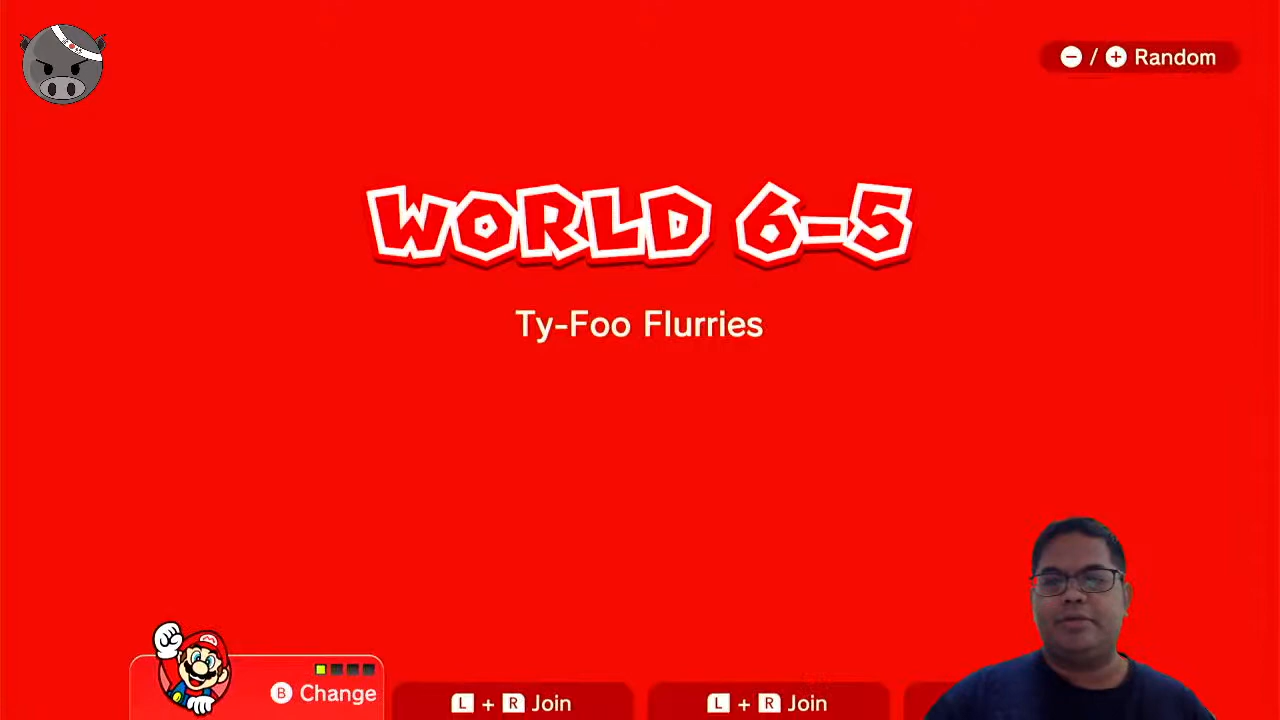 ⊖ / ⊕ Random
WORLD 6-5
Ty-Foo Flurries
B Change
L + R Join
L + R Join